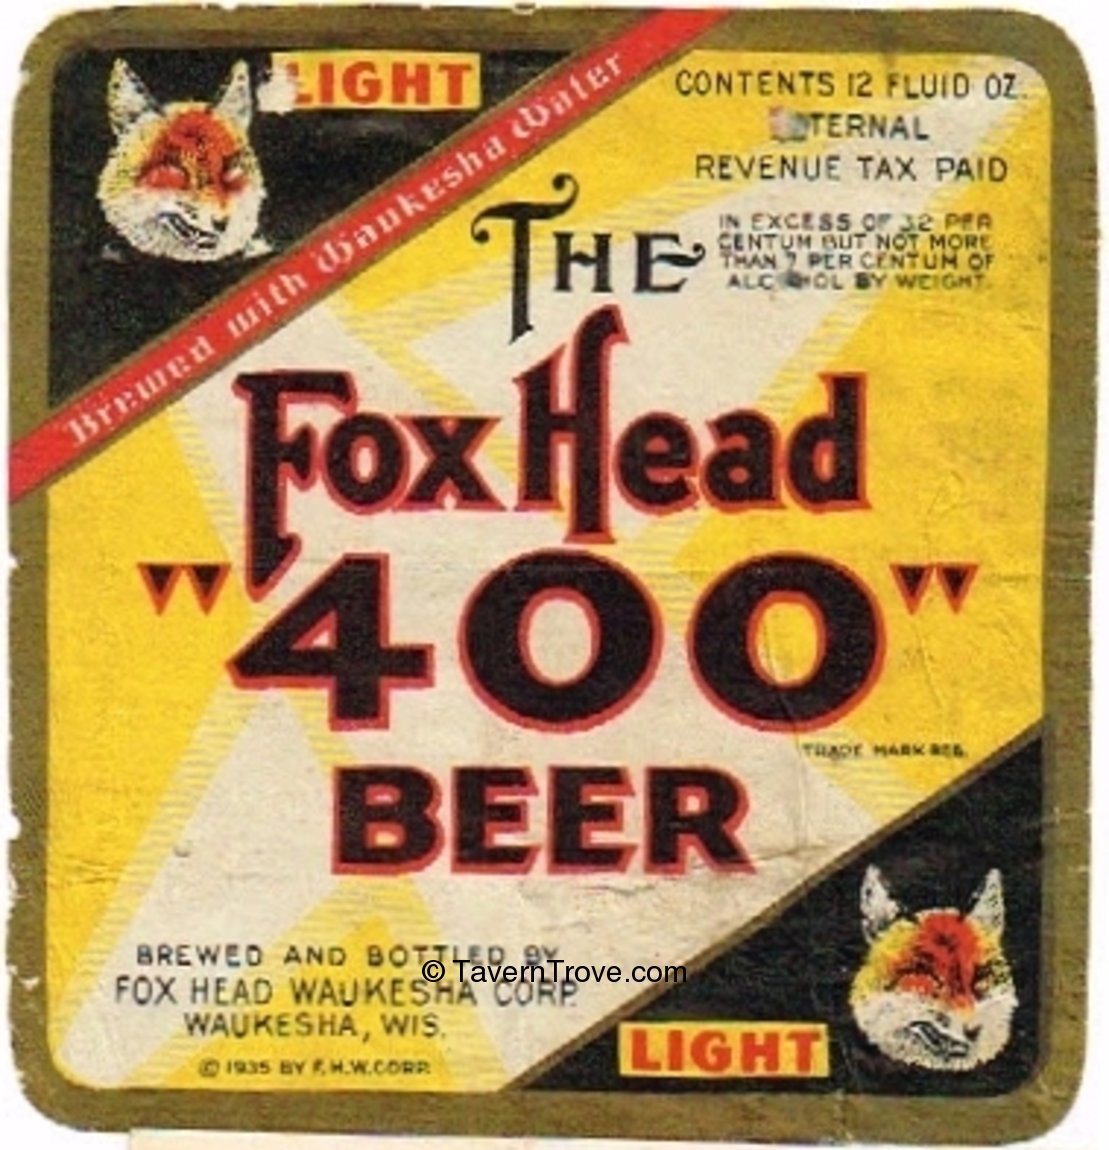 LIGHT
Brewed with Waukesha Water
CONTENTS 12 FLUID OZ.
TERNAL
REVENUE TAX PAID
IN EXCESS OF 3.2 PER
CENTUM BUT NOT MORE
THAN 7 PER CENTUM OF
ALCOHOL BY WEIGHT.
THE
Fox Head
"400"
BEER
TRADE MARK REG.
BREWED AND BOTTLED BY
FOX HEAD WAUKESHA CORP.
WAUKESHA, WIS.
© 1935 BY F.H.W. CORP.
© TavernTrove.com
LIGHT